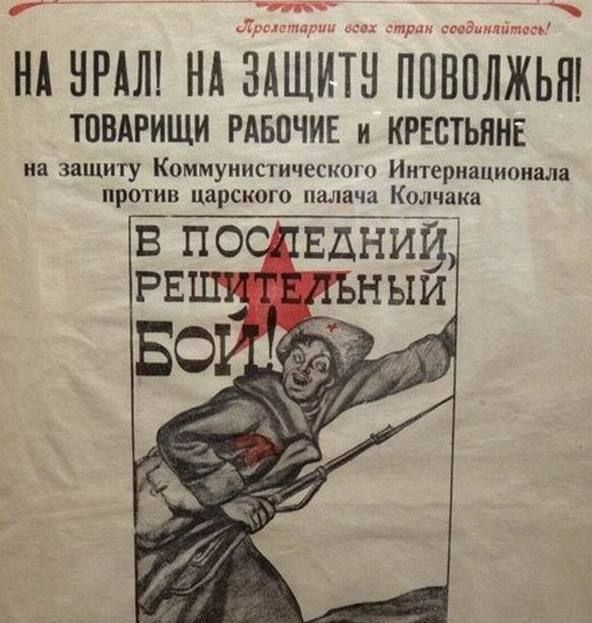 Пролетарии всех стран соединяйтесь!
НА УРАЛ! НА ЗАЩИТУ ПОВОЛЖЬЯ!
ТОВАРИЩИ РАБОЧИЕ и КРЕСТЬЯНЕ
на защиту Коммунистического Интернационала
против царского палача Колчака
В ПОСЛЕДНИЙ,
РЕШИТЕЛЬНЫЙ
БОЙ!